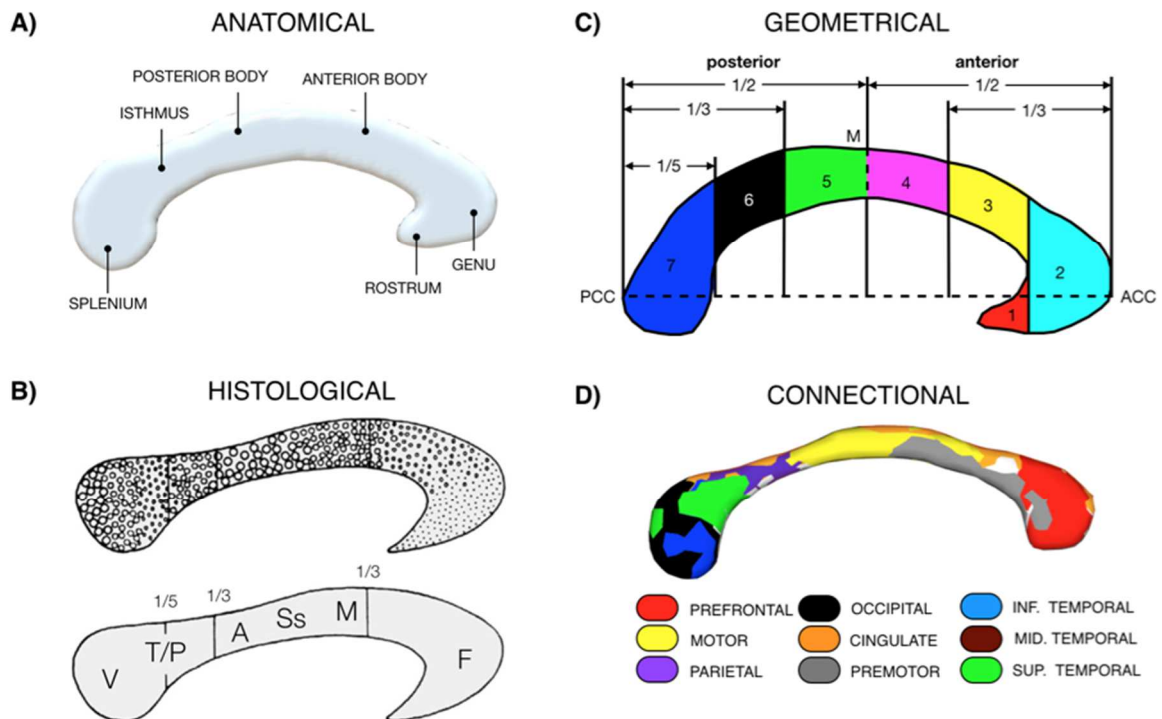 A) ANATOMICAL
POSTERIOR BODY
ANTERIOR BODY
ISTHMUS
GENU
ROSTRUM
SPLENIUM
B) HISTOLOGICAL
1/5
1/3
1/3
V
T/P
A
Ss
M
F
C) GEOMETRICAL
posterior
anterior
1/2
1/2
1/3
1/3
M
1/5
5
4
6
3
7
2
PCC
ACC
1
D) CONNECTIONAL
PREFRONTAL
OCCIPITAL
INF. TEMPORAL
MOTOR
CINGULATE
MID. TEMPORAL
PARIETAL
PREMOTOR
SUP. TEMPORAL